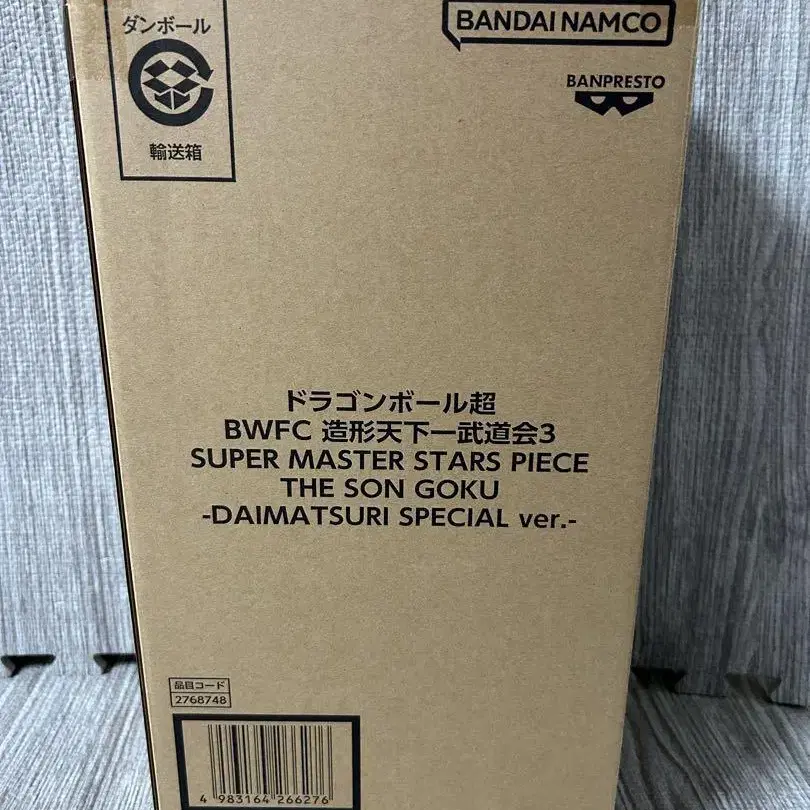 ダンボール
輸送箱
BANDAI NAMCO
BANPRESTO
ドラゴンボール超
BWFC 造形天下一武道会3
SUPER MASTER STARS PIECE
THE SON GOKU
-DAIMATSURI SPECIAL ver.-
品目コード
2768748
4 983164 266276